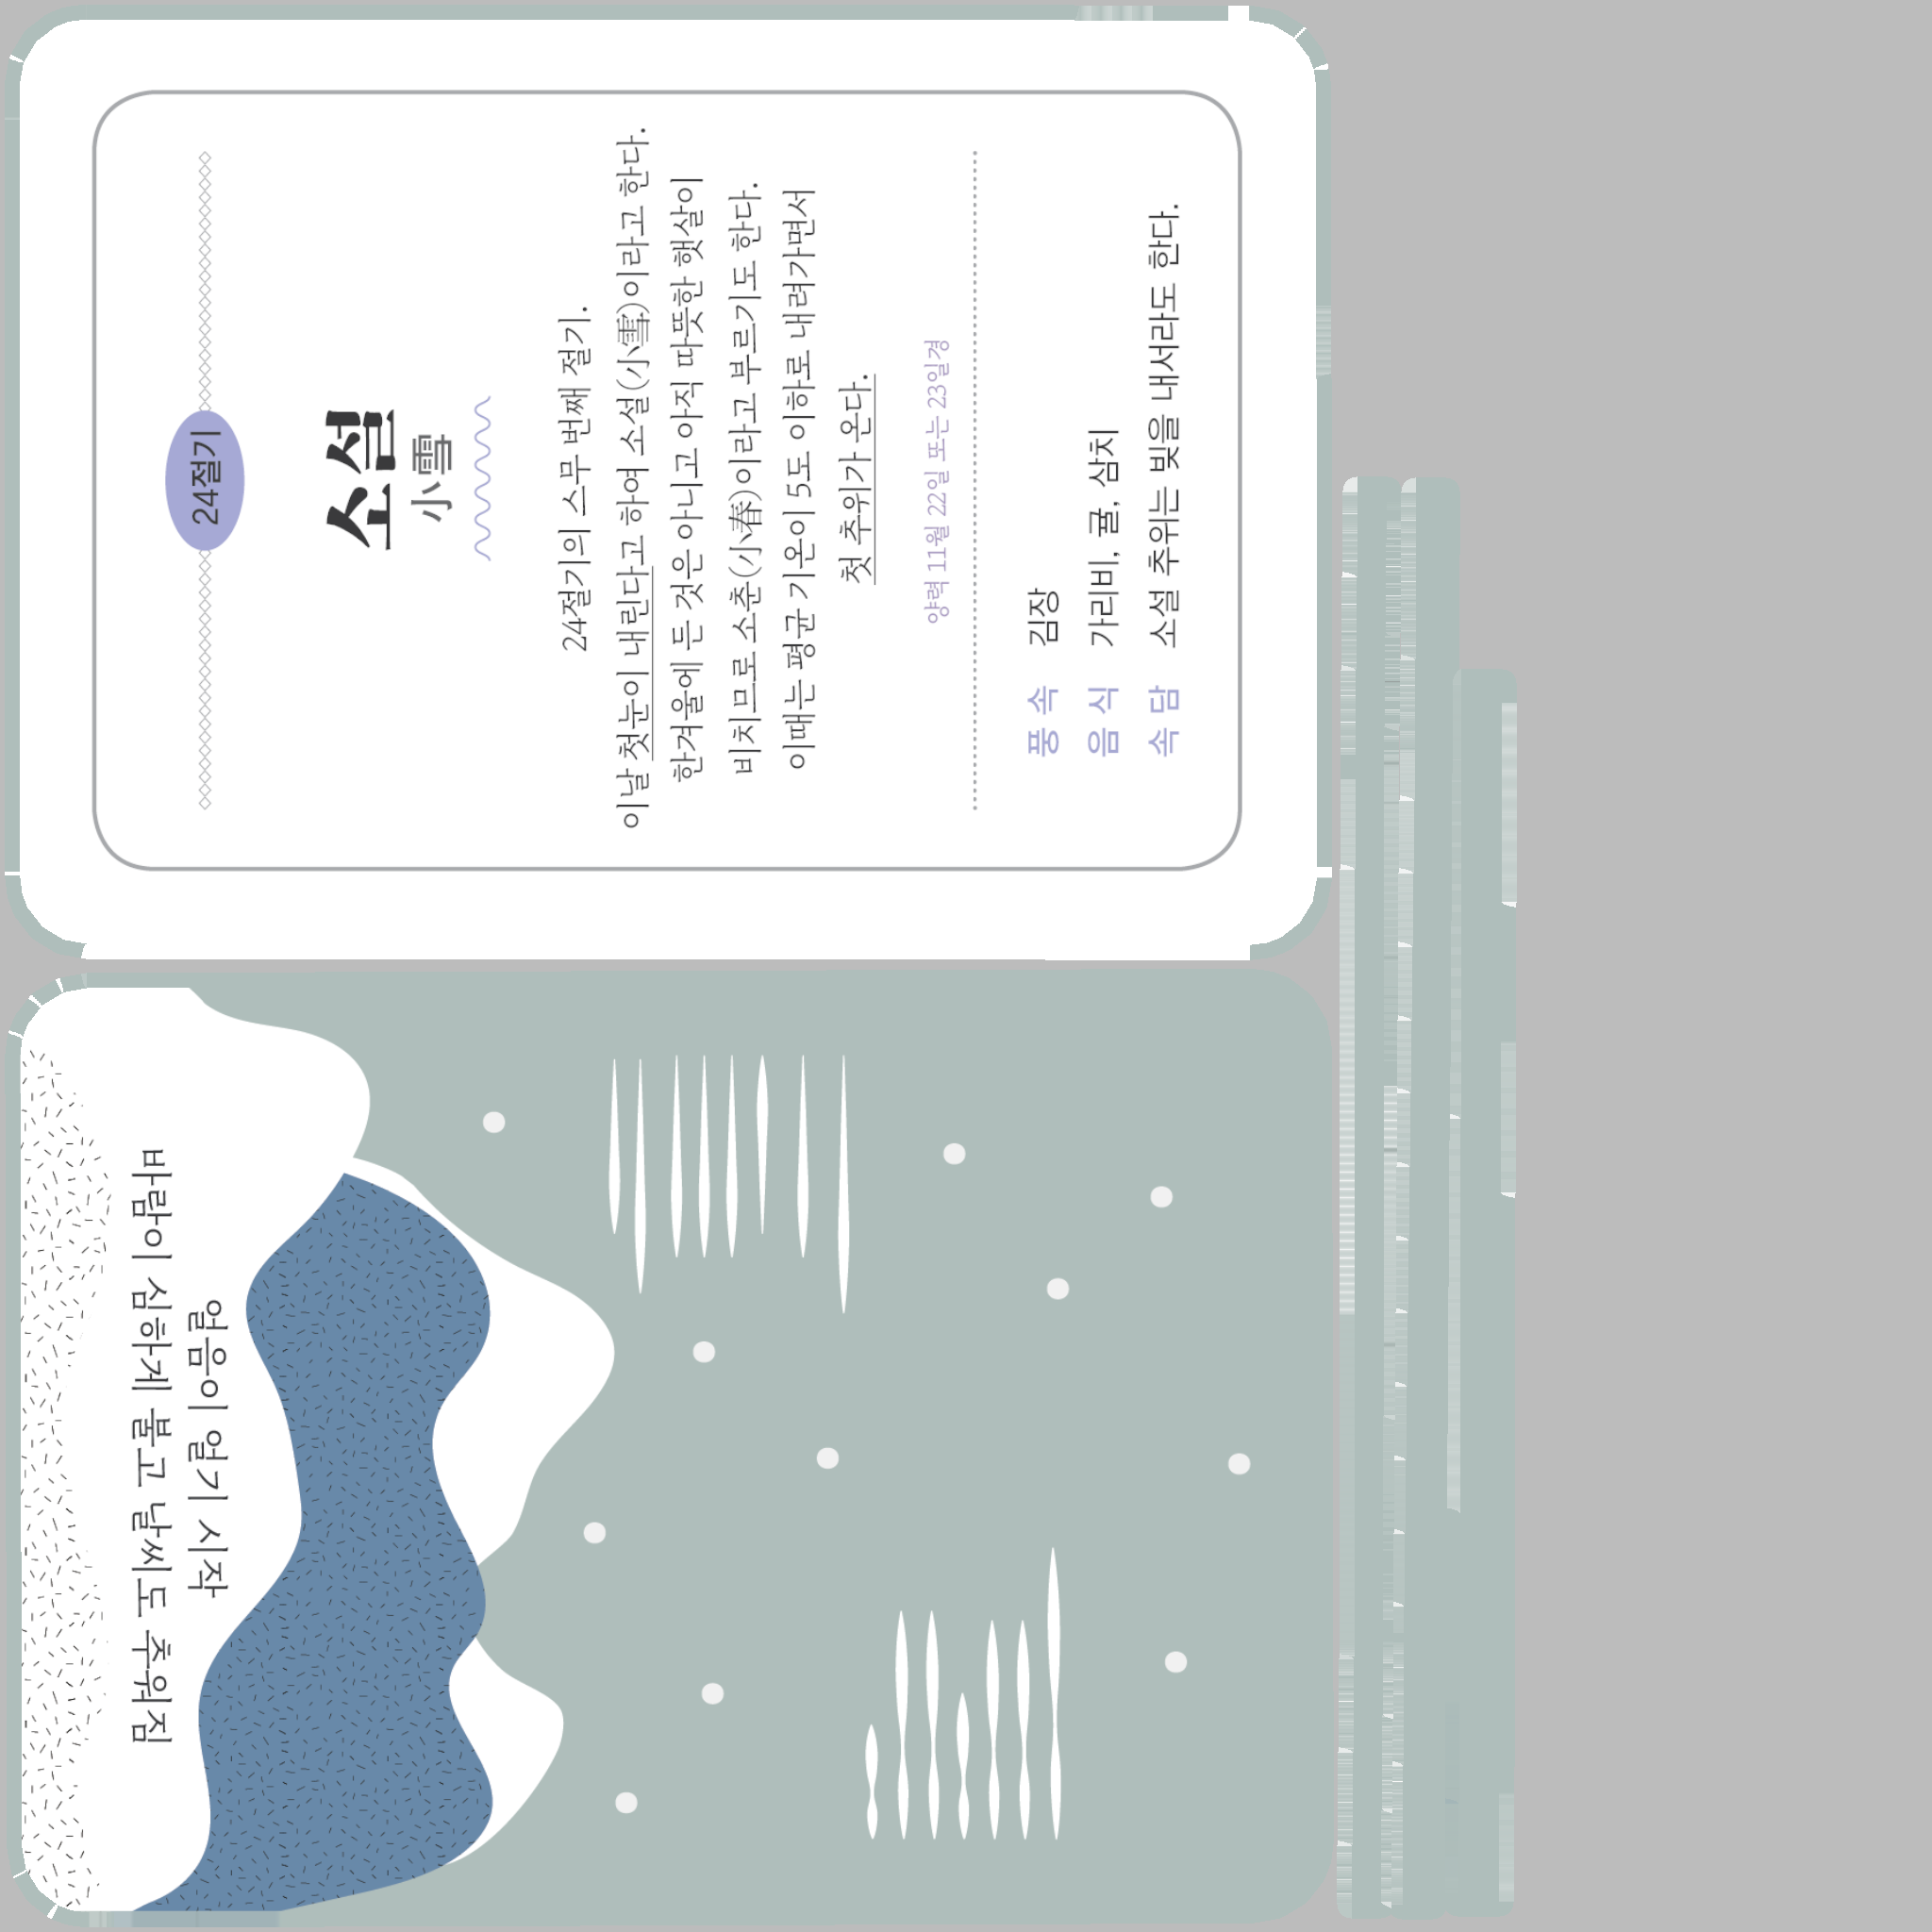 24절기
소설
小雪
24절기의 스무 번째 절기.
이날 첫눈이 내린다고 하여 소설(小雪)이라고 한다.
한겨울에 든 것은 아니고 아직 따뜻한 햇살이
비치므로 소춘(小春)이라고 부르기도 한다.
이때는 평균 기온이 5도 이하로 내려가면서
첫 추위가 온다.
양력 11월 22일 또는 23일경
풍속 김장
음식 가리비, 귤, 삼치
속담 소설 추위는 빚을 내서라도 한다.
얼음이 얼기 시작
바람이 심하게 불고 날씨도 추워짐